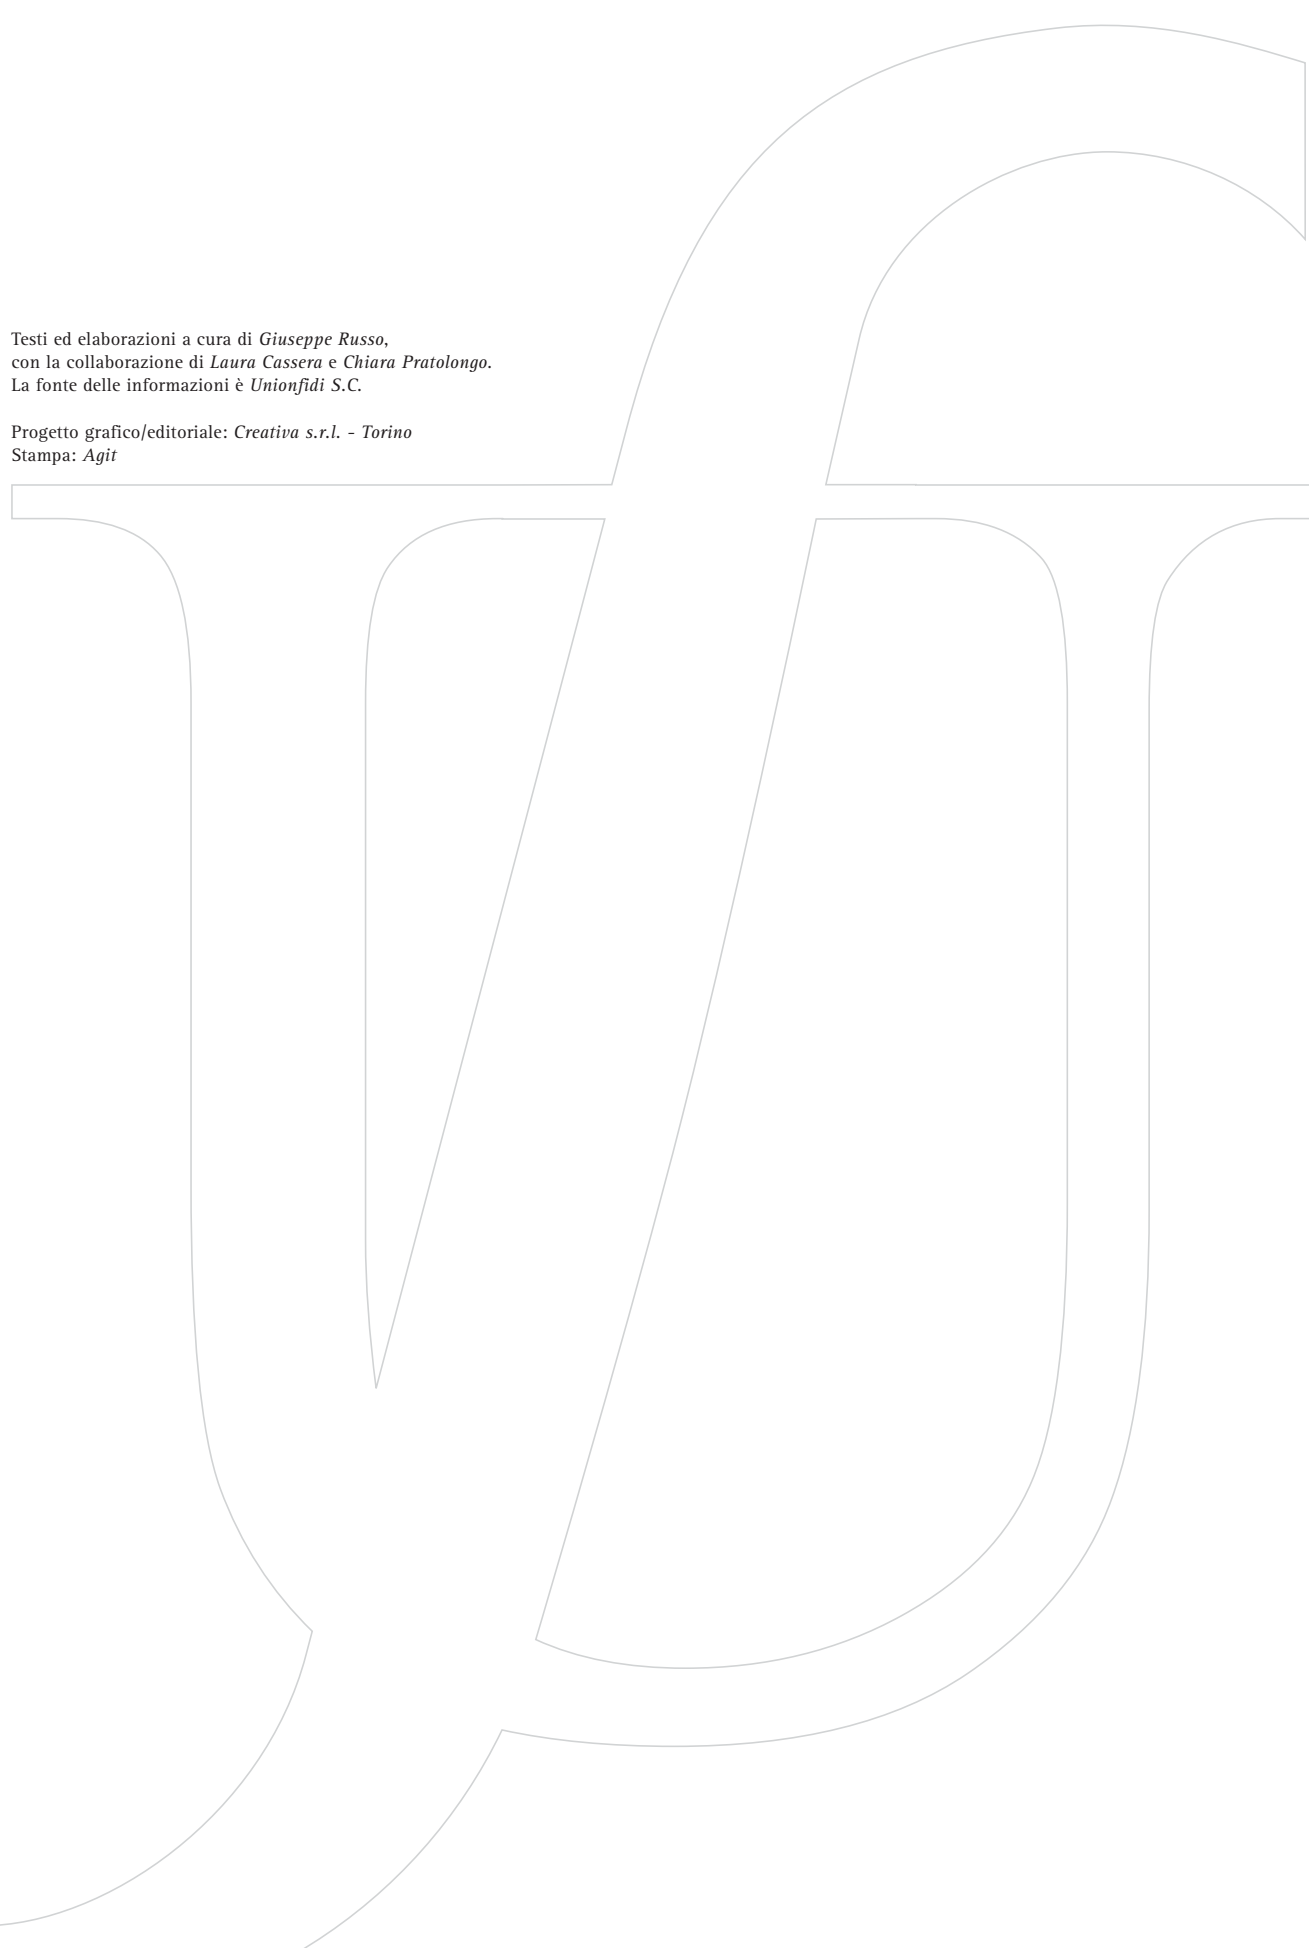 Testi ed elaborazioni a cura di Giuseppe Russo,
con la collaborazione di Laura Cassera e Chiara Pratolongo.
La fonte delle informazioni è Unionfidi S.C.
Progetto grafico/editoriale: Creativa s.r.l. - Torino
Stampa: Agit